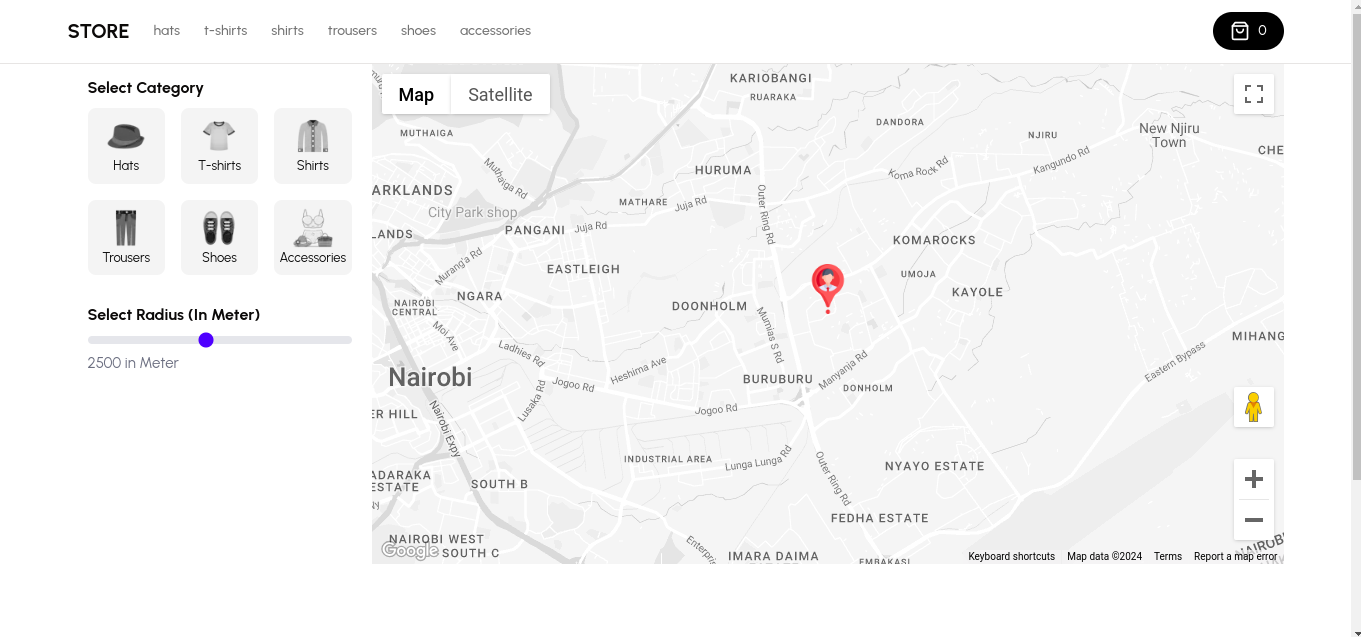 STORE
hats
t-shirts
shirts
trousers
shoes
accessories
0
Select Category
Hats
T-shirts
Shirts
Trousers
Shoes
Accessories
Select Radius (In Meter)
2500 in Meter
Map
Satellite
KARIOBANGI
RUARAKA
MUTHAIGA
DANDORA
NJIRU
New Njiru
Town
CHE
Kangundo Rd
Koma Rock Rd
HURUMA
Muthaiga Rd
ARKLANDS
City Park shop
MATHARE
Juja Rd
Outer Ring Rd
LANDS
PANGANI
Juja Rd
KOMAROCKS
Murang'a Rd
EASTLEIGH
UMOJA
KAYOLE
NGARA
NAIROBI
CENTRAL
DOONHOLM
Moi Ave
Mumias S Rd
MIHANG
Ladhies Rd
Eastern Bypass
Heshima Ave
Manyanja Rd
Nairobi
Jogoo Rd
BURUBURU
DONHOLM
Lusaka Rd
ER HILL
Jogoo Rd
Nairobi Expy
INDUSTRIAL AREA
Lunga Lunga Rd
Outer Ring Rd
NYAYO ESTATE
ADARAKA
ESTATE
SOUTH B
FEDHA ESTATE
NAIROBI WEST
SOUTH C
Enterpri
IMARA DAIMA
EMBAKASI
NAIROB
Google
Keyboard shortcuts
Map data ©2024
Terms
Report a map error